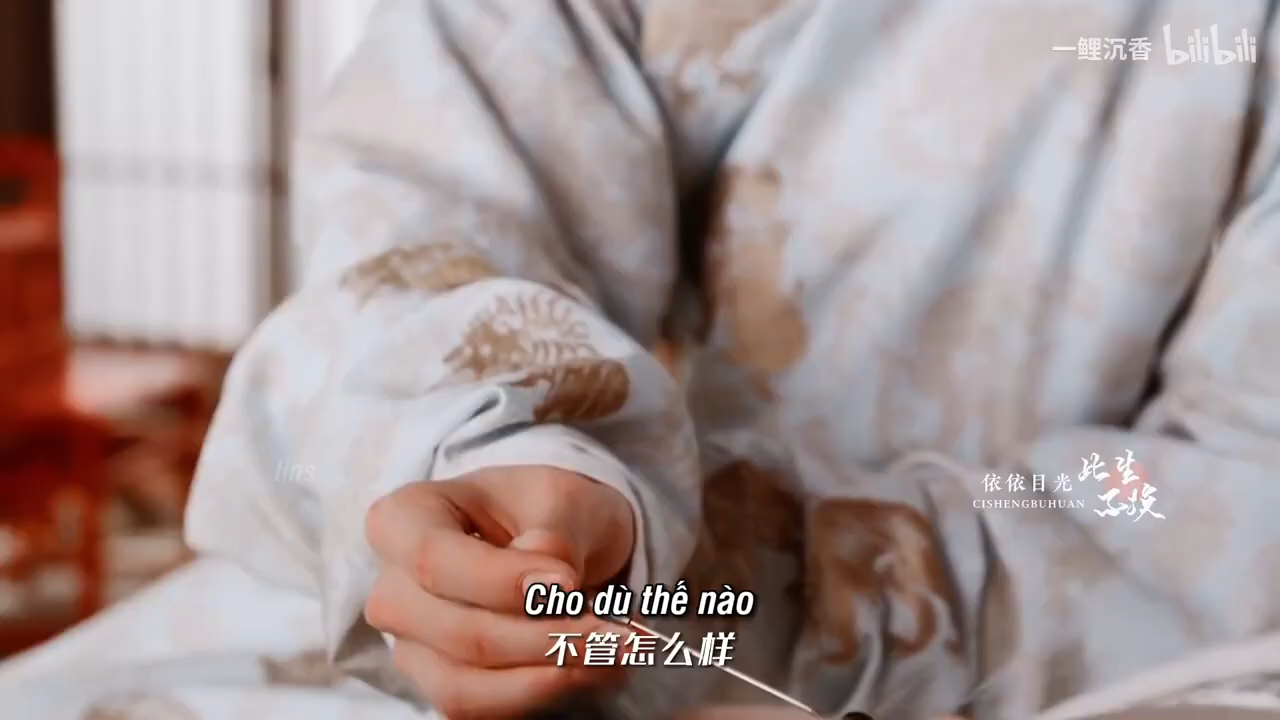 一鲤沉香 bilibili
lins
依依目光 此生不换
CISHENGBUHUAN
Cho dù thế nào
不管怎么样